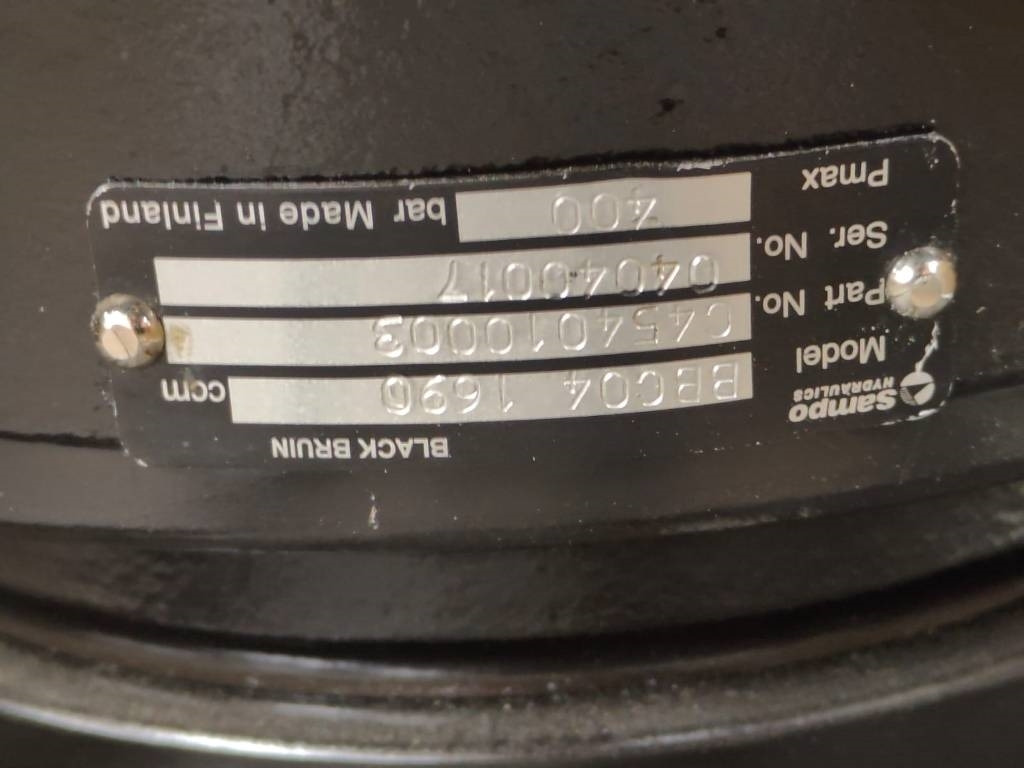 BLACK BRUIN
sampo
HYDRAULICS
Model BBC04 1690 ccm
Part No. C454010003
Ser. No. 04040017
Pmax 400 bar Made in Finland